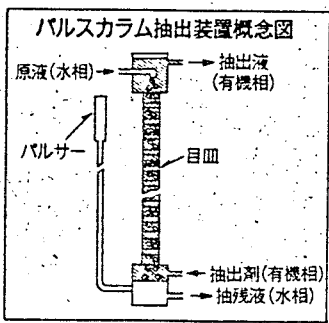 パルスカラム抽出装置概念図
原液(水相)
抽出液
(有機相)
パルサー
目皿
抽出剤(有機相)
抽残液(水相)